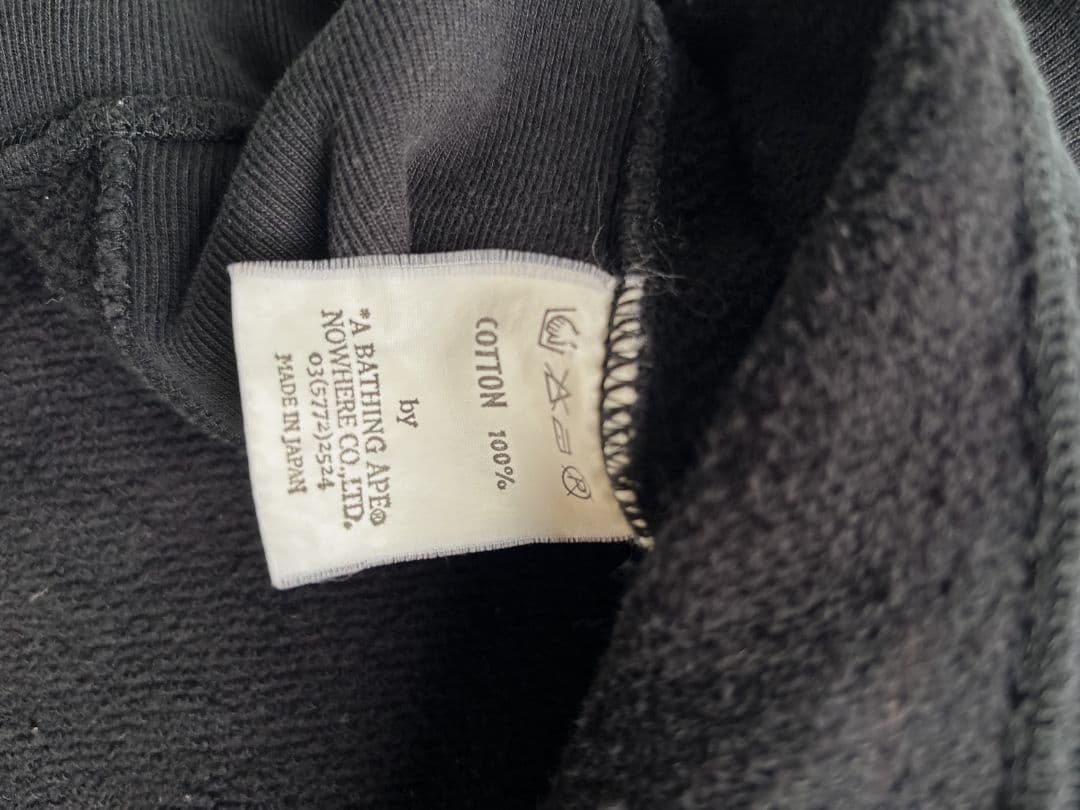 COTTON 100%
by
*A BATHING APE®
NOWHERE CO.,LTD.
03(5772)2524
MADE IN JAPAN